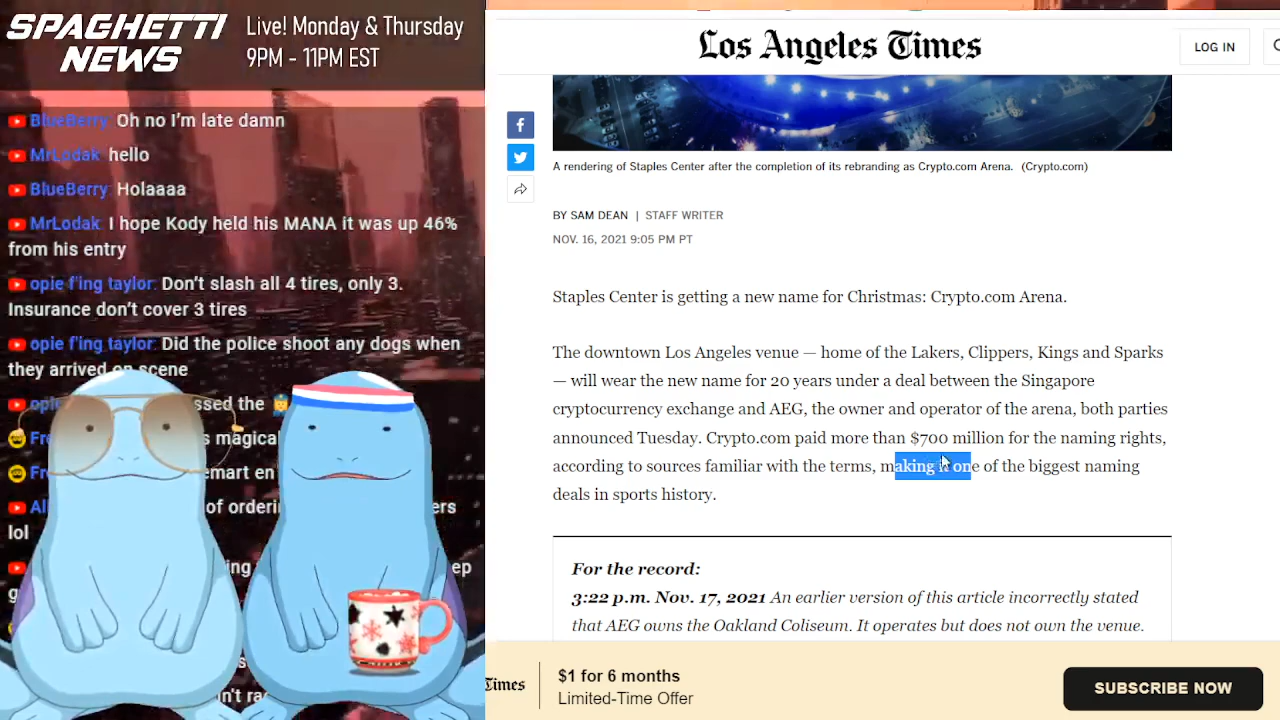 SPAGHETTI
NEWS
Live! Monday & Thursday
9PM - 11PM EST
BlueBerry: Oh no I'm late damn
MrLodak: hello
BlueBerry: Holaaaa
MrLodak: I hope Kody held his MANA it was up 46%
from his entry
opie f'ing taylor: Don't slash all 4 tires, only 3.
Insurance don't cover 3 tires
opie f'ing taylor: Did the police shoot any dogs when
they arrived on scene
ssed the
s magical
emart en
of orderi
lol
Los Angeles Times
LOG IN
A rendering of Staples Center after the completion of its rebranding as Crypto.com Arena. (Crypto.com)
BY SAM DEAN | STAFF WRITER
NOV. 16, 2021 9:05 PM PT
Staples Center is getting a new name for Christmas: Crypto.com Arena.
The downtown Los Angeles venue — home of the Lakers, Clippers, Kings and Sparks
— will wear the new name for 20 years under a deal between the Singapore
cryptocurrency exchange and AEG, the owner and operator of the arena, both parties
announced Tuesday. Crypto.com paid more than $700 million for the naming rights,
according to sources familiar with the terms, making it one of the biggest naming
deals in sports history.
For the record:
3:22 p.m. Nov. 17, 2021 An earlier version of this article incorrectly stated
that AEG owns the Oakland Coliseum. It operates but does not own the venue.
Times
$1 for 6 months
Limited-Time Offer
SUBSCRIBE NOW